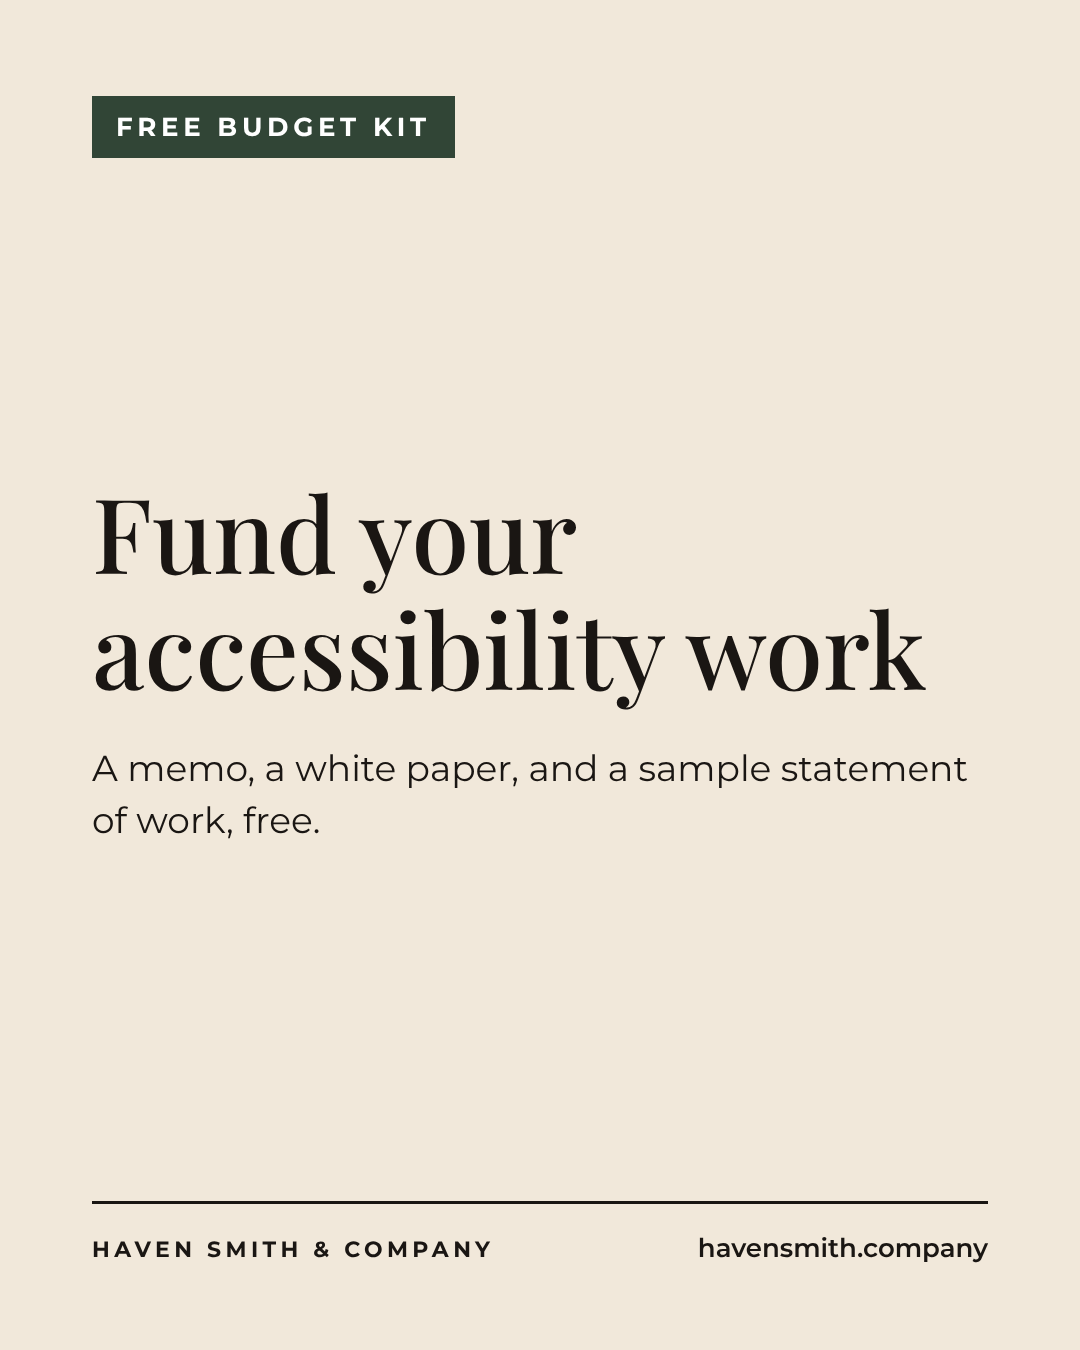 FREE BUDGET KIT
Fund your
accessibility work
A memo, a white paper, and a sample statement
of work, free.
HAVEN SMITH & COMPANY
havensmith.company